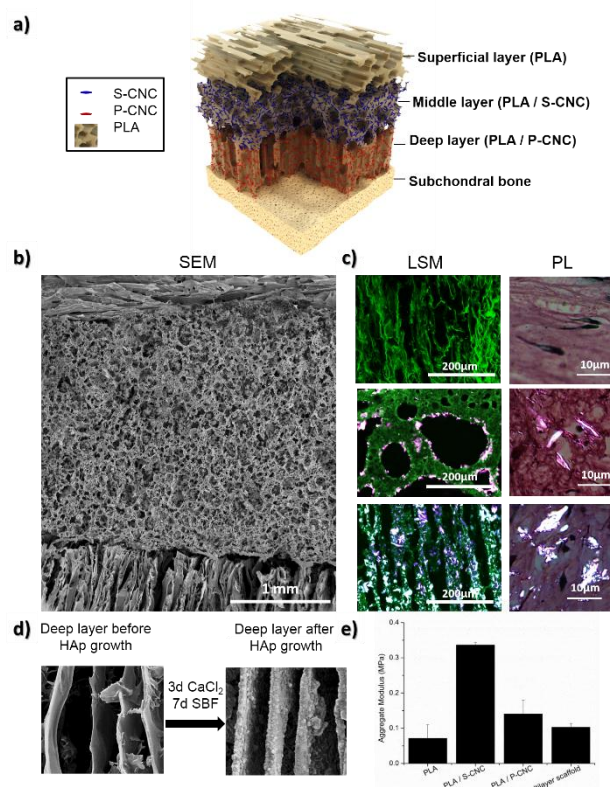 a)
S-CNC
P-CNC
PLA
Superficial layer (PLA)
Middle layer (PLA / S-CNC)
Deep layer (PLA / P-CNC)
Subchondral bone
b)
SEM
1 mm
c)
LSM
PL
200µm
10µm
200µm
10µm
200µm
10µm
d)
Deep layer before
HAp growth
3d CaCl₂
7d SBF
Deep layer after
HAp growth
e)
Aggregate Modulus (MPa)
0.4
0.3
0.2
0.1
0.0
PLA
PLA / S-CNC
PLA / P-CNC
scaffold